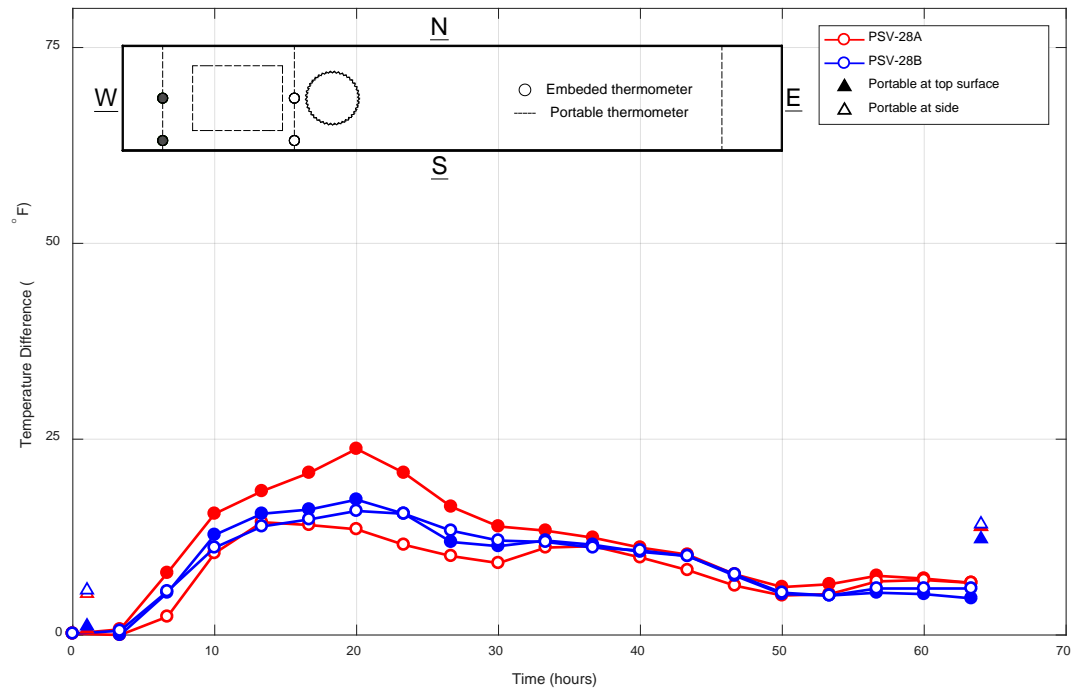 N
W
E
S
Embeded thermometer
Portable thermometer
PSV-28A
PSV-28B
Portable at top surface
Portable at side
75
50
25
0
Temperature Difference (°F)
0 10 20 30 40 50 60 70
Time (hours)